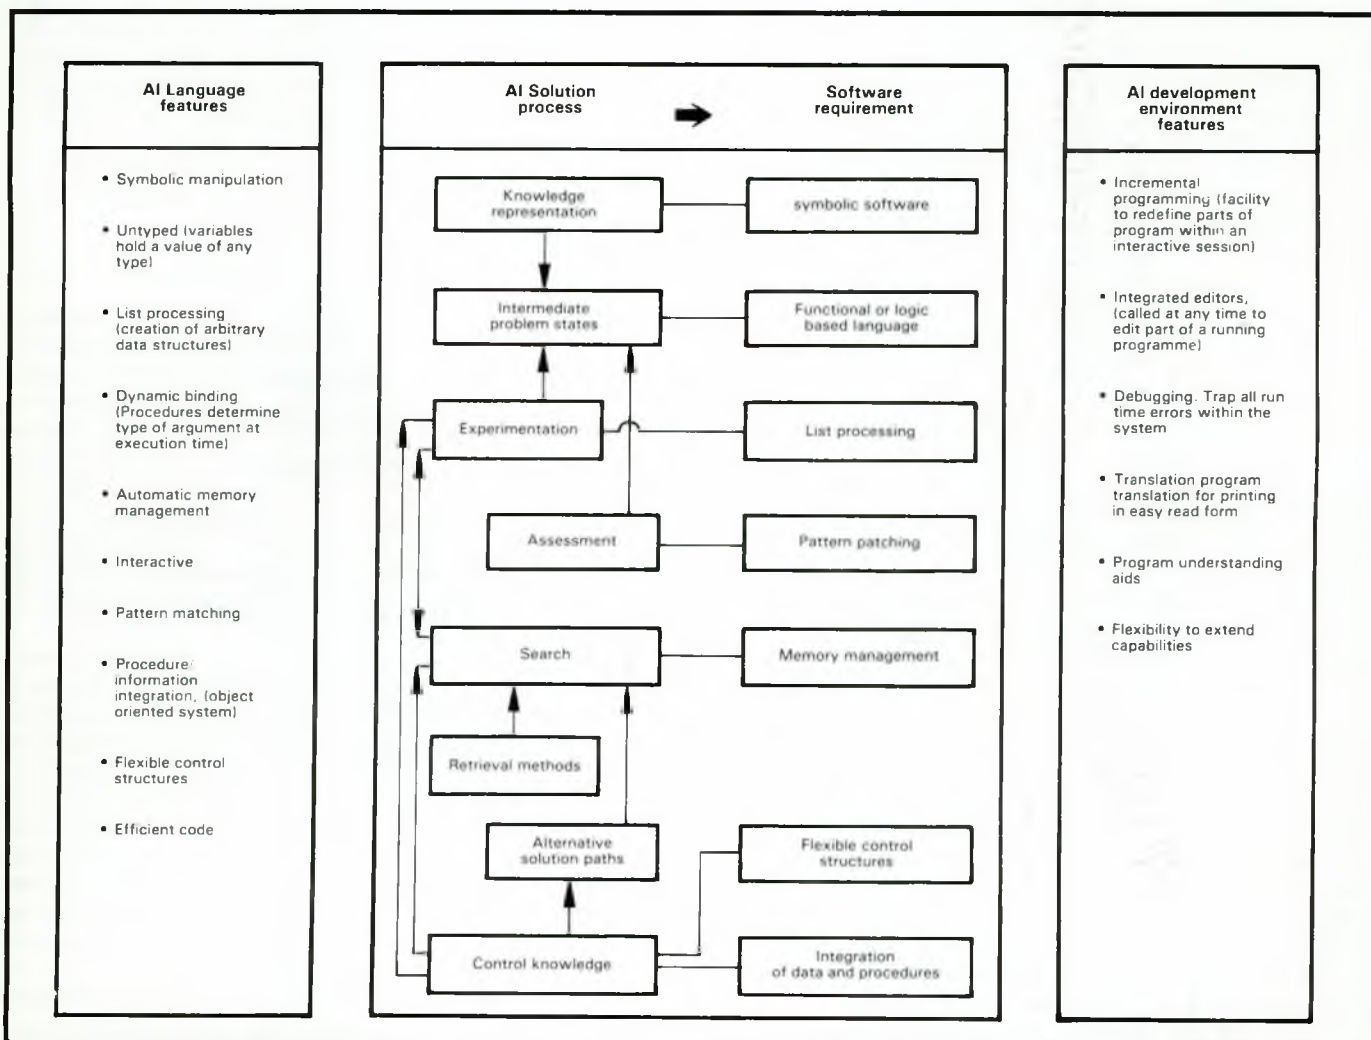 AI Language
features
• Symbolic manipulation
• Untyped (variables
hold a value of any
type)
• List processing
(creation of arbitrary
data structures)
• Dynamic binding
(Procedures determine
type of argument at
execution time)
• Automatic memory
management
• Interactive
• Pattern matching
• Procedure/
information
integration, (object
oriented system)
• Flexible control
structures
• Efficient code
AI Solution
process
Software
requirement
Knowledge
representation
symbolic software
Intermediate
problem states
Functional or logic
based language
Experimentation
List processing
Assessment
Pattern patching
Search
Memory management
Retrieval methods
Alternative
solution paths
Flexible control
structures
Control knowledge
Integration
of data and procedures
AI development
environment
features
• Incremental
programming (facility
to redefine parts of
program within an
interactive session)
• Integrated editors,
(called at any time to
edit part of a running
programme)
• Debugging. Trap all run
time errors within the
system
• Translation program
translation for printing
in easy read form
• Program understanding
aids
• Flexibility to extend
capabilities